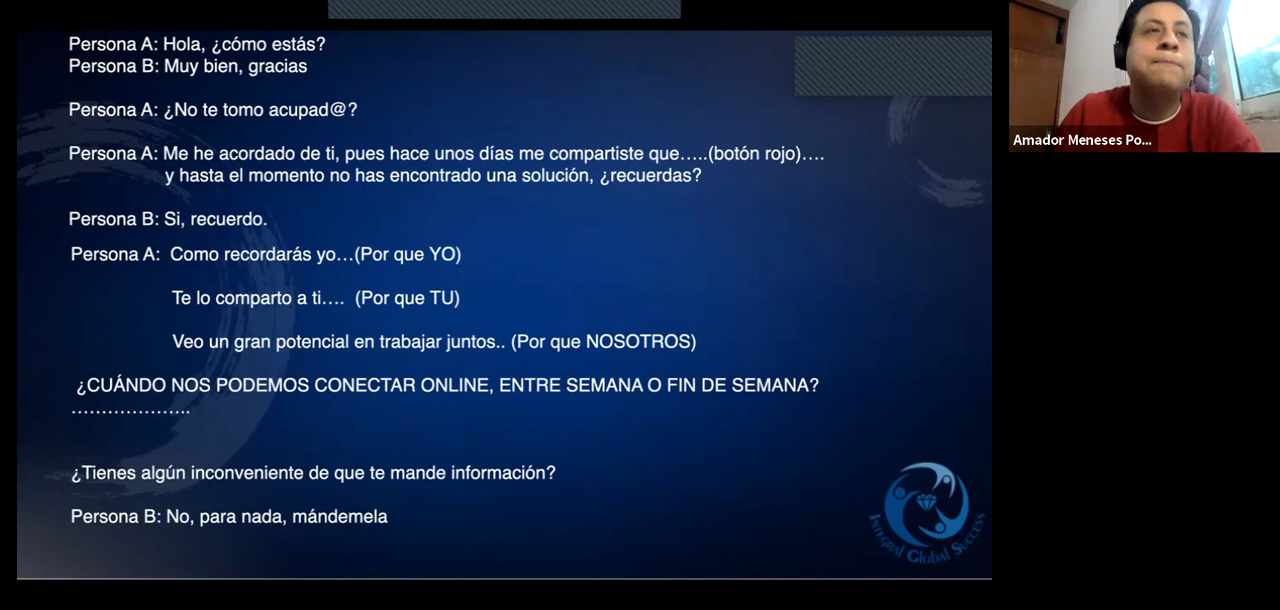 Persona A: Hola, ¿cómo estás?
Persona B: Muy bien, gracias
Persona A: ¿No te tomo acupad@?
Persona A: Me he acordado de ti, pues hace unos días me compartiste que…..(botón rojo)….
y hasta el momento no has encontrado una solución, ¿recuerdas?
Persona B: Si, recuerdo.
Persona A: Como recordarás yo…(Por que YO)
Te lo comparto a ti…. (Por que TU)
Veo un gran potencial en trabajar juntos.. (Por que NOSOTROS)
¿CUÁNDO NOS PODEMOS CONECTAR ONLINE, ENTRE SEMANA O FIN DE SEMANA?
………………..
¿Tienes algún inconveniente de que te mande información?
Persona B: No, para nada, mándemela
INTEGRAL GLOBAL SUCCESS
Amador Meneses Po...